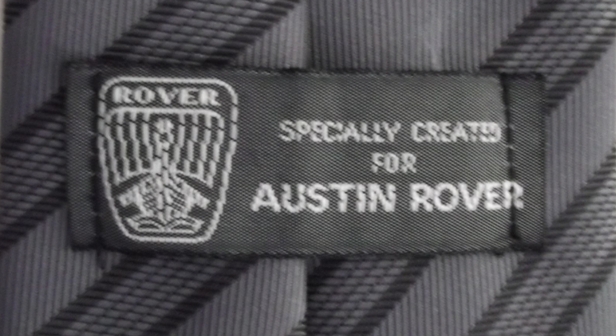 ROVER
SPECIALLY CREATED
FOR
AUSTIN ROVER